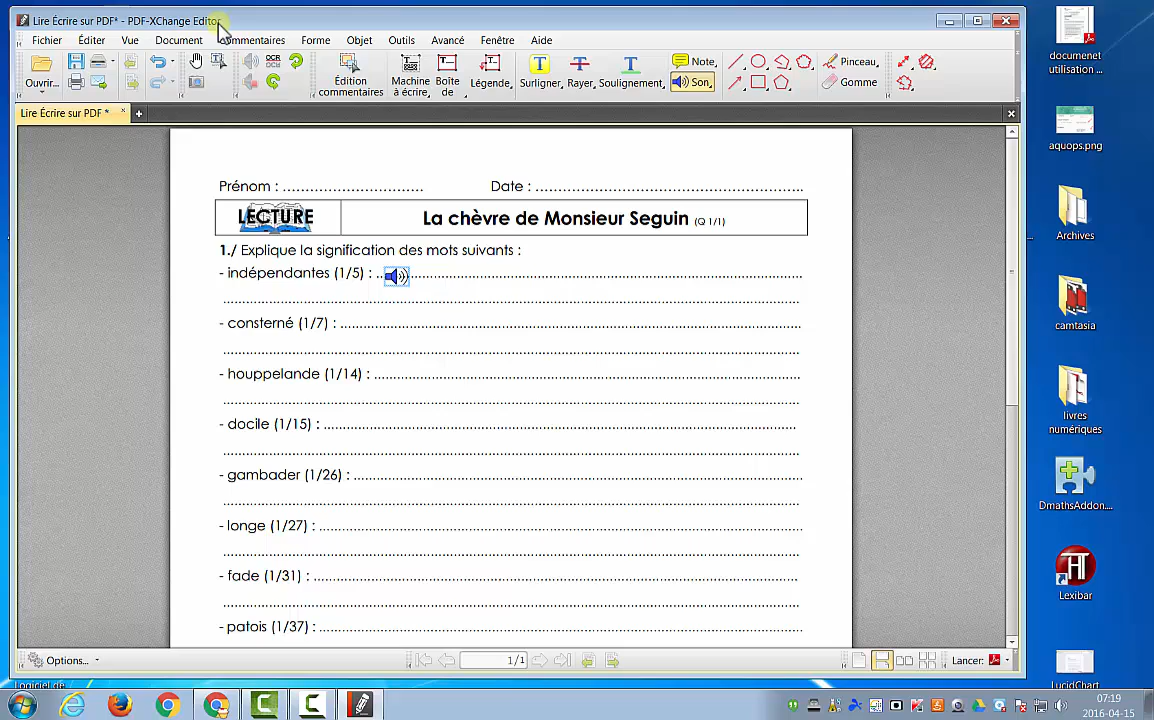 Lire Écrire sur PDF* - PDF-XChange Editor
Fichier Éditer Vue Document Commentaires Forme Objet Outils Avancé Fenêtre Aide
Ouvrir... Édition commentaires Machine à écrire Boîte de Légende Surligner Rayer Soulignement Note Son Pinceau Gomme
Lire Écrire sur PDF *
Prénom : ............................... Date : ...........................................................
LECTURE
La chèvre de Monsieur Seguin (Q 1/1)
1./ Explique la signification des mots suivants :
- indépendantes (1/5) :
- consterné (1/7) :
- houppelande (1/14) :
- docile (1/15) :
- gambader (1/26) :
- longe (1/27) :
- fade (1/31) :
- patois (1/37) :
Options... 1/1 Lancer:
documenet
utilisation ...
aquops.png
Archives
camtasia
livres
numériques
DmathsAddon....
Lexibar
LucidChart
Logiciel de
07:19
2016-04-15